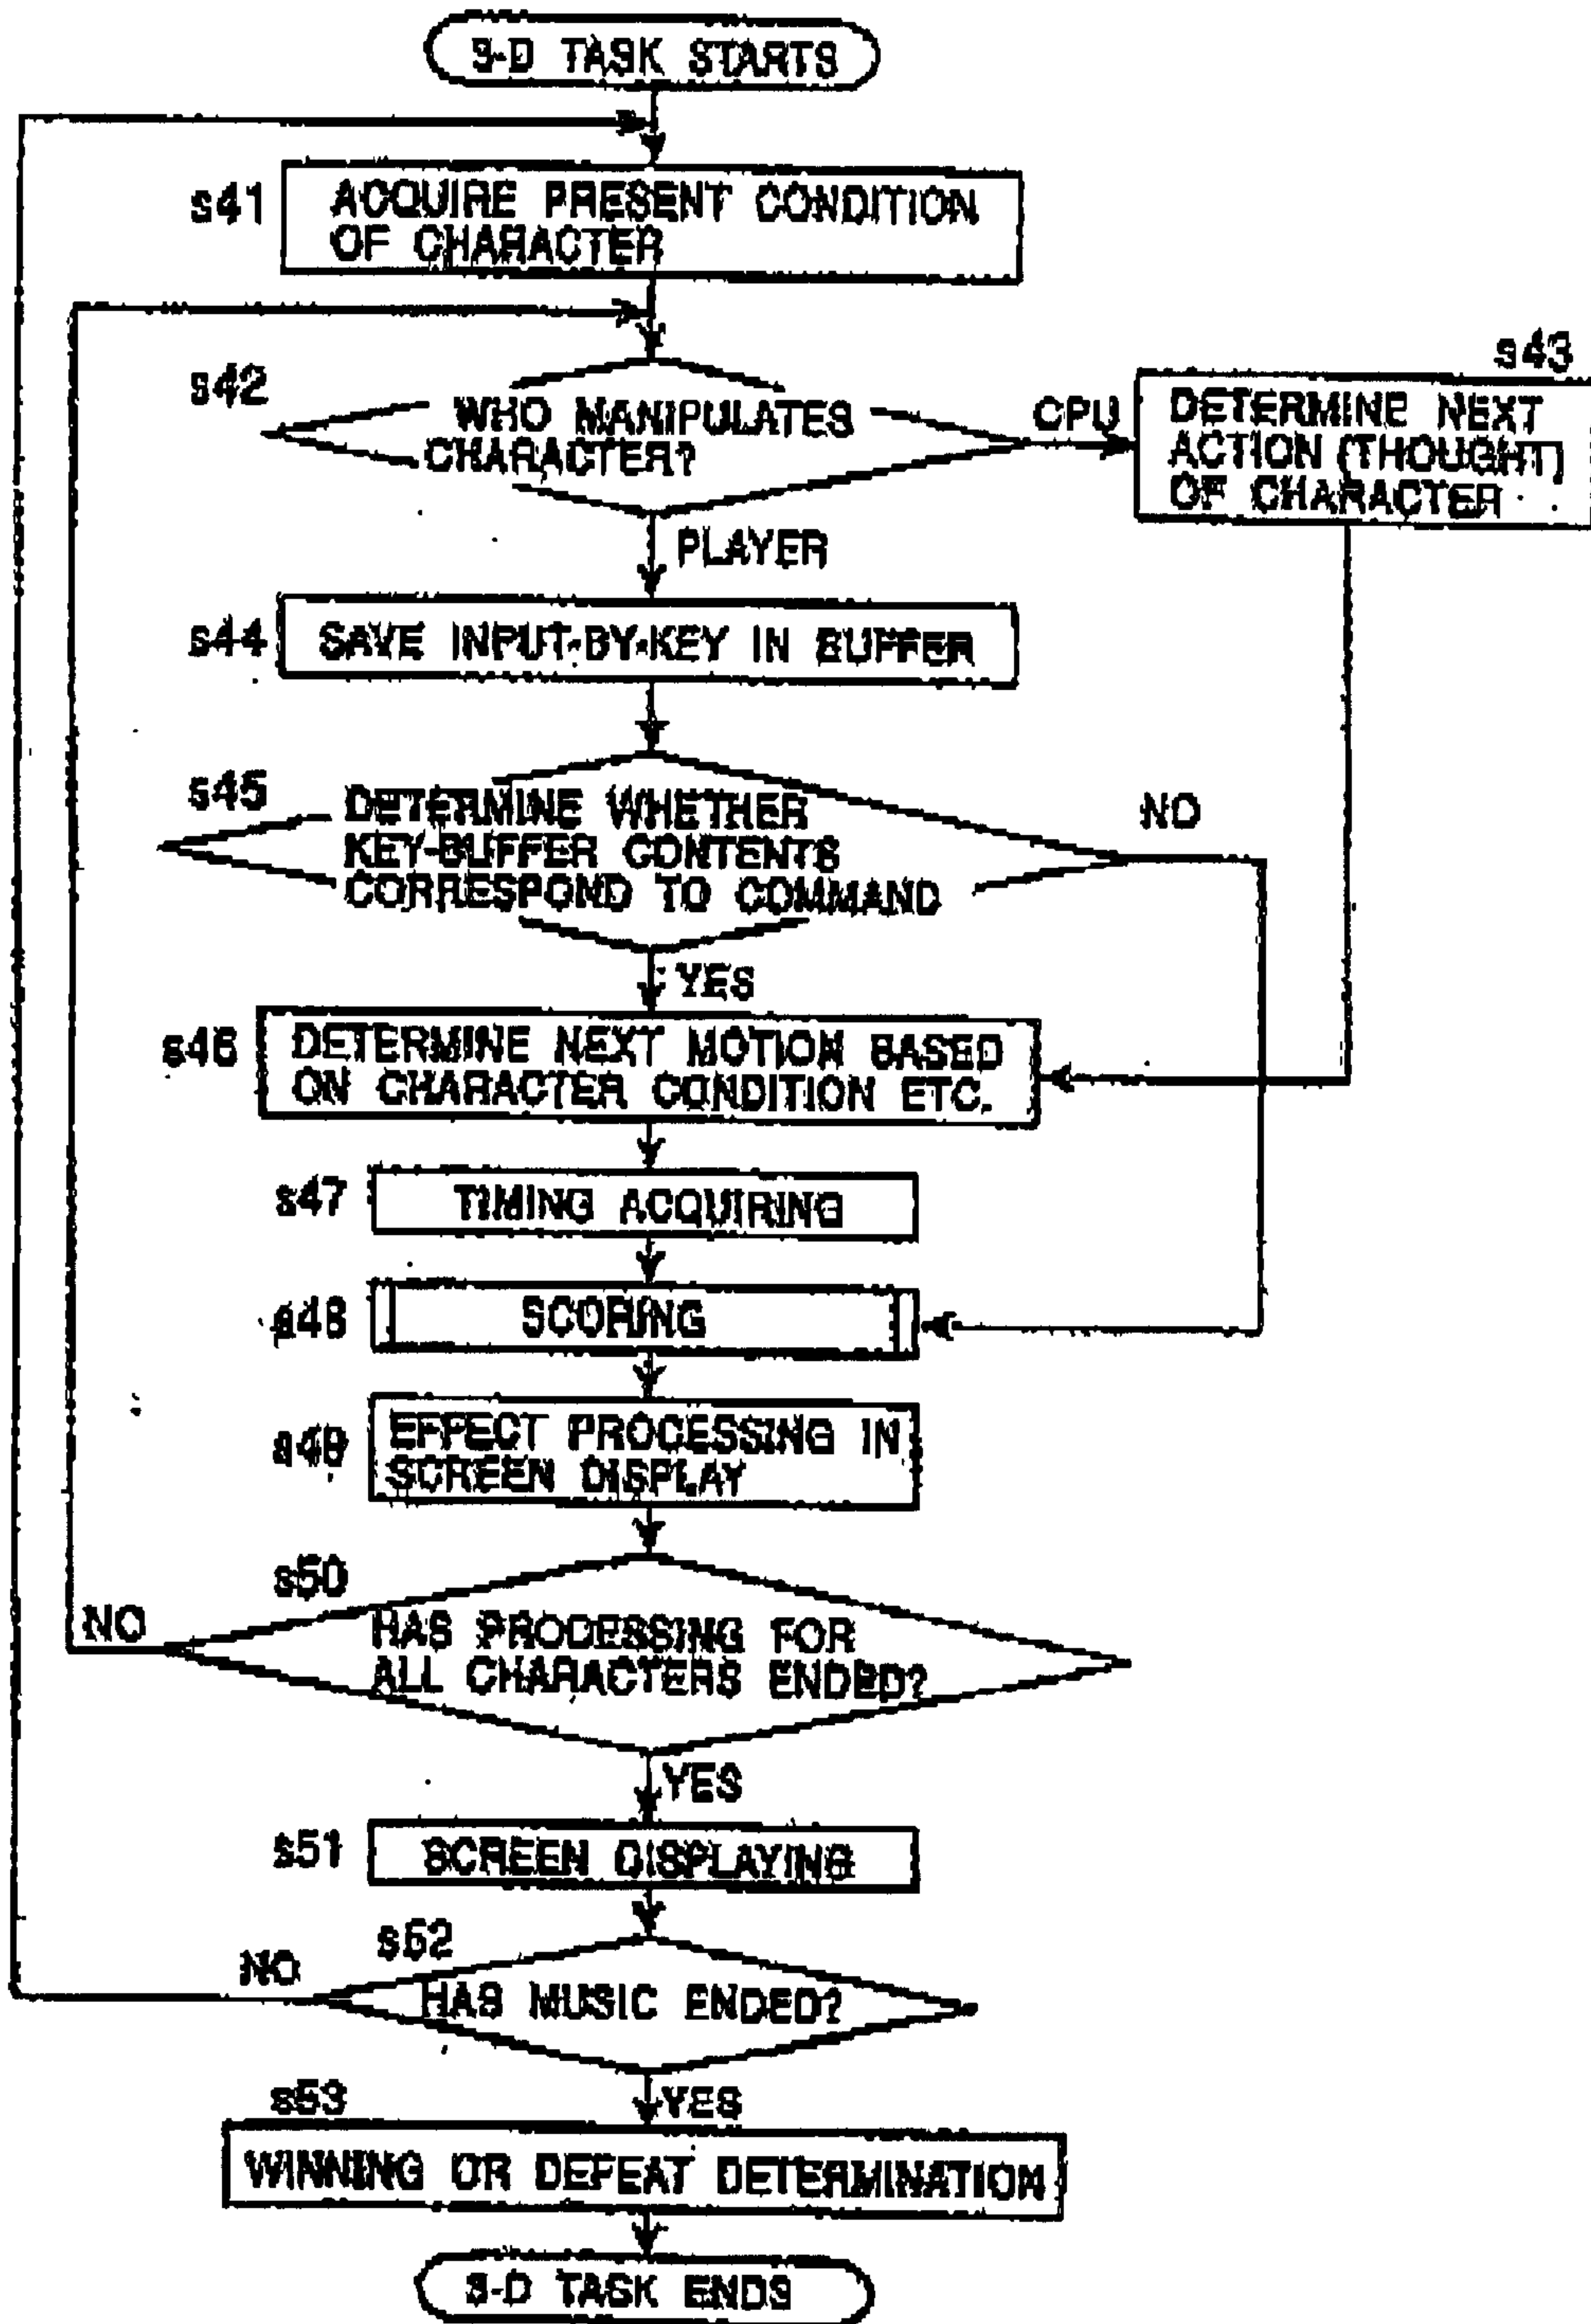 3-D TASK STARTS
s41
ACQUIRE PRESENT CONDITION
OF CHARACTER
s42
WHO MANIPULATES
CHARACTER?
CPU
s43
DETERMINE NEXT
ACTION (THOUGHT)
OF CHARACTER
PLAYER
s44
SAVE INPUT-BY-KEY IN BUFFER
s45
DETERMINE WHETHER
KEY-BUFFER CONTENTS
CORRESPOND TO COMMAND
NO
YES
s46
DETERMINE NEXT MOTION BASED
ON CHARACTER CONDITION ETC.
s47
TIMING ACQUIRING
s48
SCORING
s49
EFFECT PROCESSING IN
SCREEN DISPLAY
s50
NO
HAS PROCESSING FOR
ALL CHARACTERS ENDED?
YES
s51
SCREEN DISPLAYING
s52
NO
HAS MUSIC ENDED?
YES
s53
WINNING OR DEFEAT DETERMINATION
3-D TASK ENDS